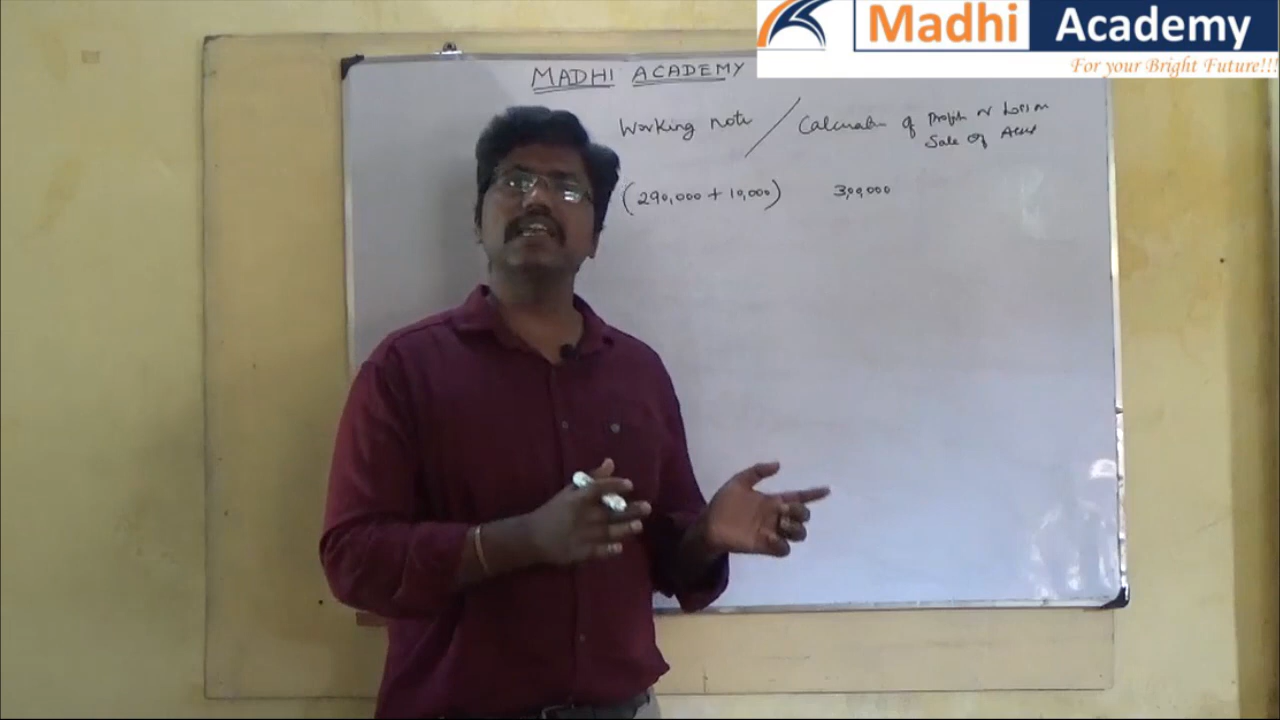 Madhi Academy
For your Bright Future!!!
MADHI ACADEMY
Working note / Calculation of Profit or Loss on
Sale of Asset
(290,000 + 10,000) 300,000